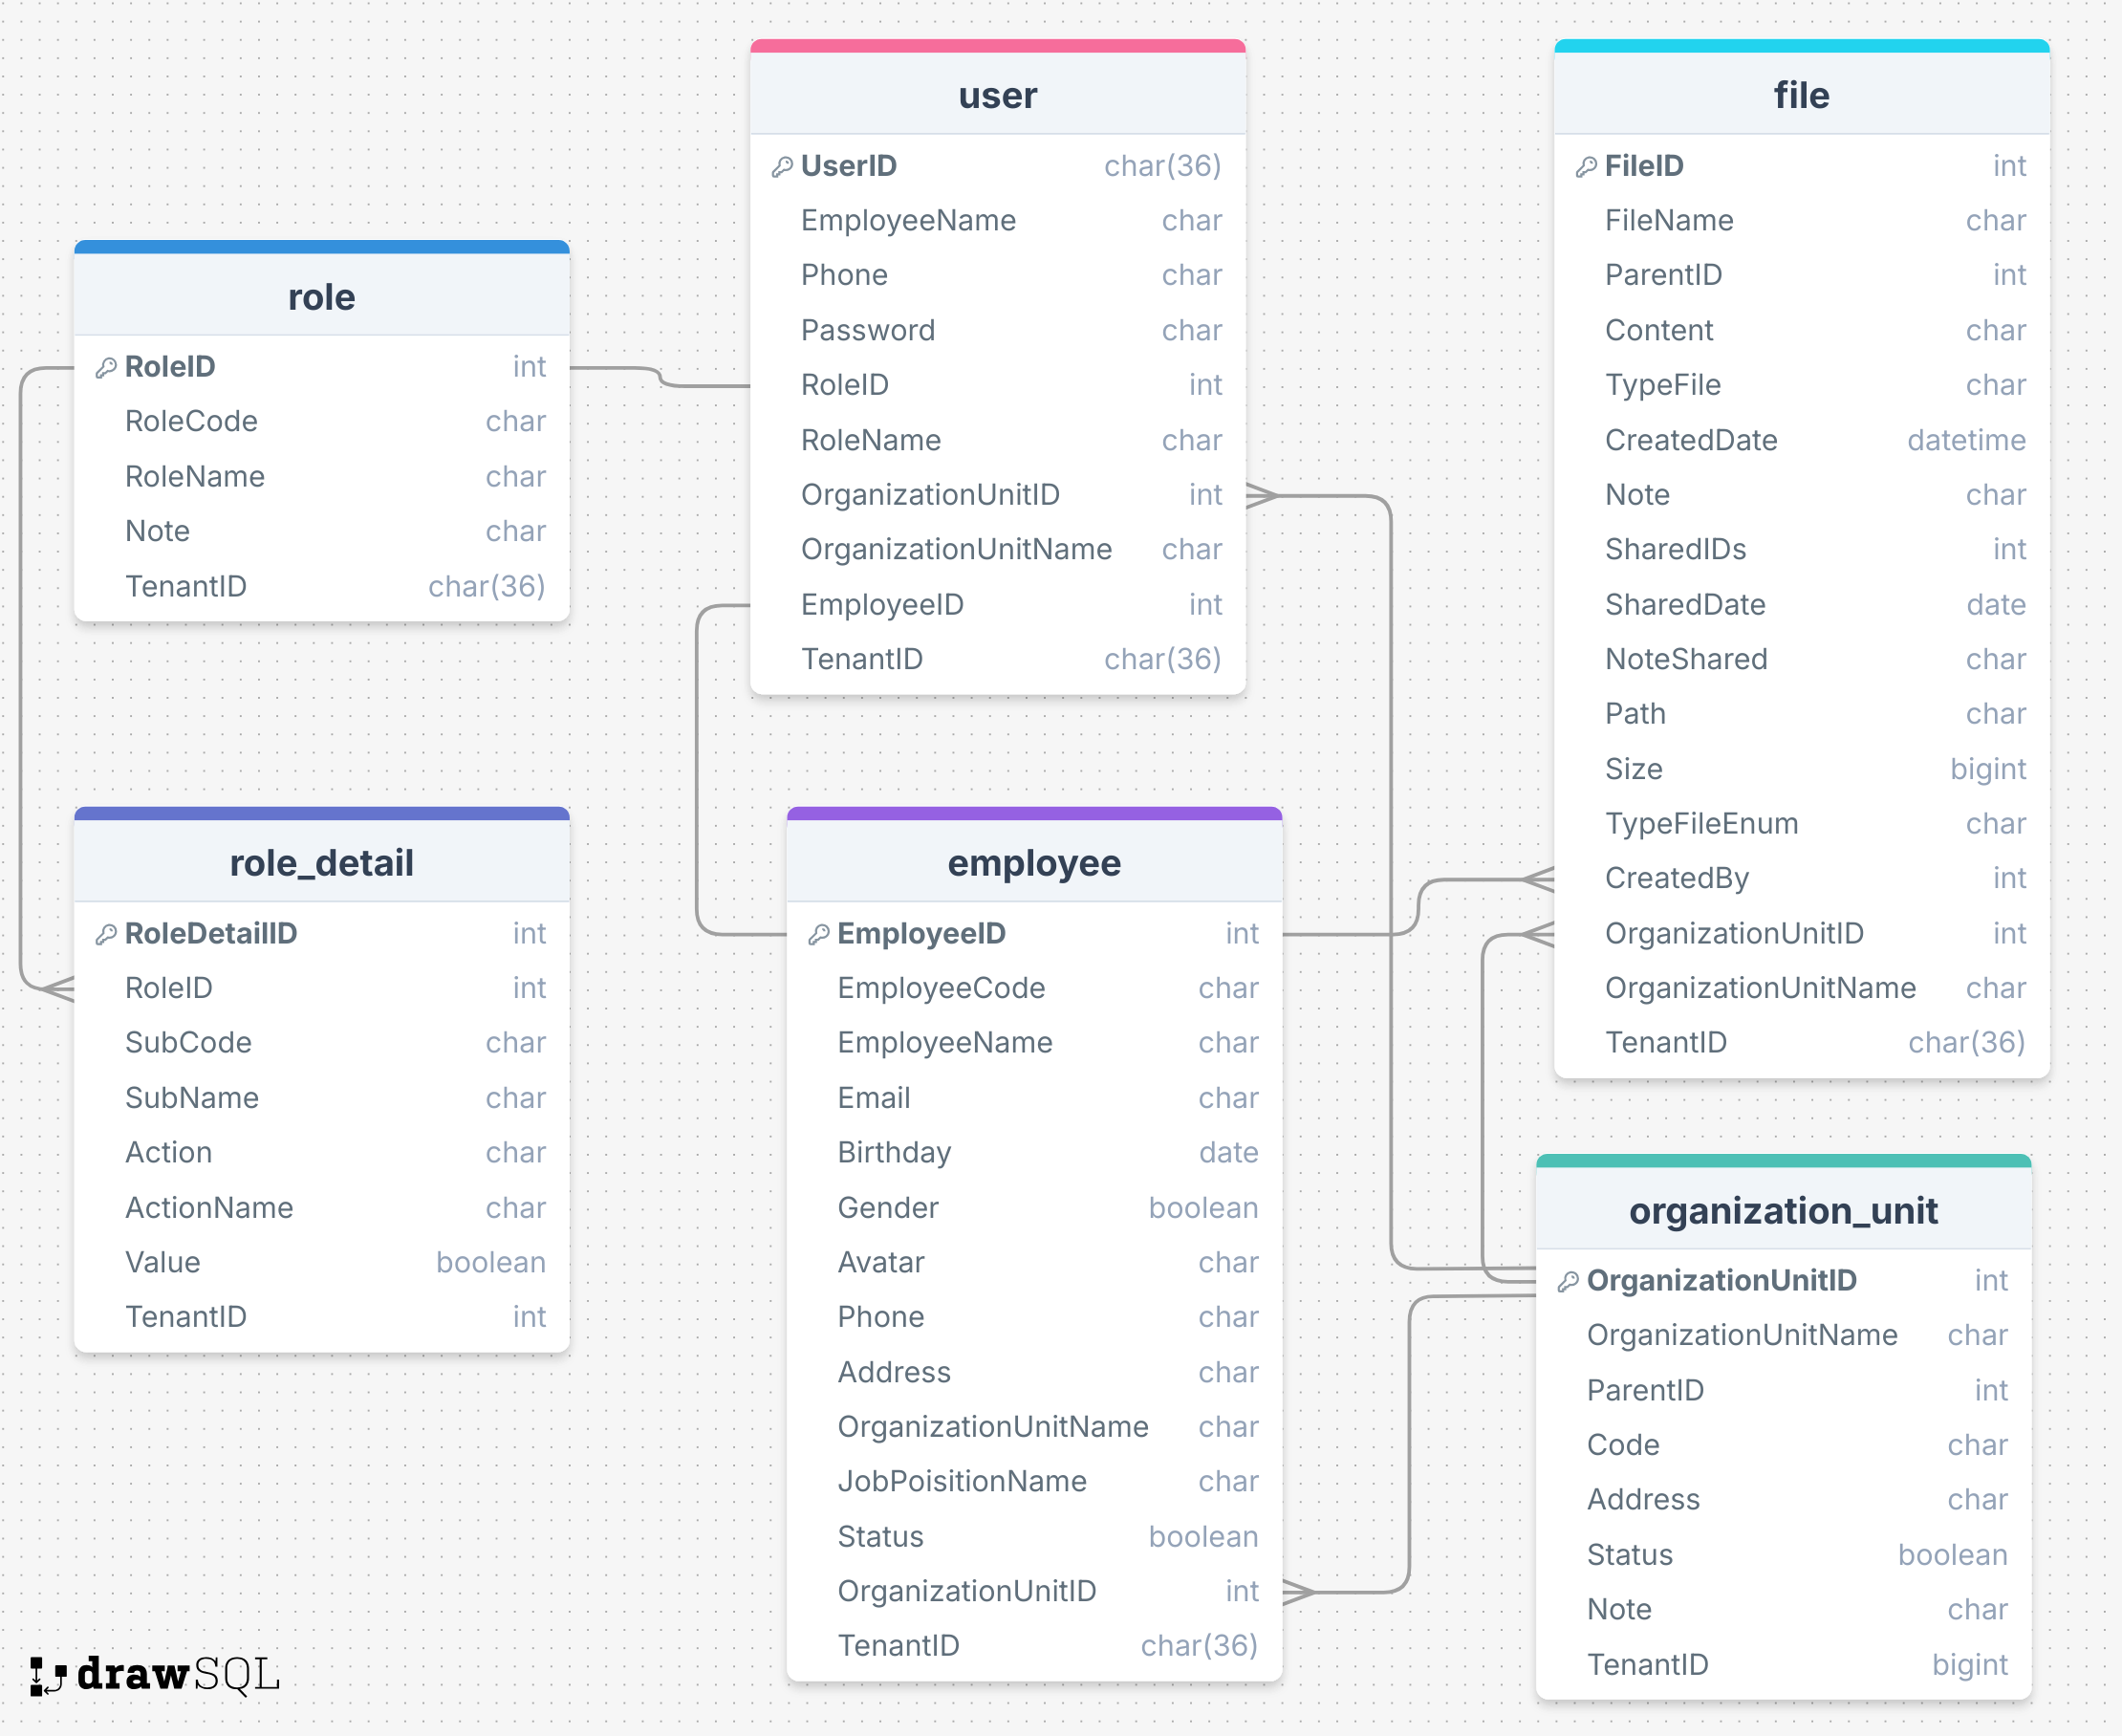 role
RoleID int
RoleCode char
RoleName char
Note char
TenantID char(36)
role_detail
RoleDetailID int
RoleID int
SubCode char
SubName char
Action char
ActionName char
Value boolean
TenantID int
user
UserID char(36)
EmployeeName char
Phone char
Password char
RoleID int
RoleName char
OrganizationUnitID int
OrganizationUnitName char
EmployeeID int
TenantID char(36)
employee
EmployeeID int
EmployeeCode char
EmployeeName char
Email char
Birthday date
Gender boolean
Avatar char
Phone char
Address char
OrganizationUnitName char
JobPoisitionName char
Status boolean
OrganizationUnitID int
TenantID char(36)
file
FileID int
FileName char
ParentID int
Content char
TypeFile char
CreatedDate datetime
Note char
SharedIDs int
SharedDate date
NoteShared char
Path char
Size bigint
TypeFileEnum char
CreatedBy int
OrganizationUnitID int
OrganizationUnitName char
TenantID char(36)
organization_unit
OrganizationUnitID int
OrganizationUnitName char
ParentID int
Code char
Address char
Status boolean
Note char
TenantID bigint
drawSQL